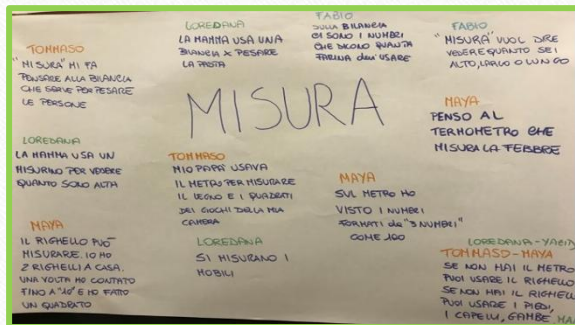 TOMMASO
"MISURA" MI FA
PENSARE ALLA BILANCIA
CHE SERVE PER PESARE
LE PERSONE
LOREDANA
LA MAMMA USA UNA
BILANCIA X PESARE
LA PASTA
FABIO
SULLA BILANCIA
CI SONO I NUMERI
CHE DICONO QUANTA
FARINA devi USARE
FABIO
"MISURA" VUOL DIRE
VEDERE QUANTO SEI
ALTO, LARGO O LUNGO
MISURA
MAYA
PENSO AL
TERMOMETRO CHE
MISURA LA FEBBRE
LOREDANA
LA MAMMA USA UN
MISURINO PER VEDERE
QUANTO SONO ALTA
TOMMASO
MIO PAPÀ USAVA
IL METRO PER MISURARE
IL LEGNO E I QUADRATI
DEI GIOCHI DELLA MIA
CAMERA
MAYA
SUL METRO HO
VISTO I NUMERI
FORMATI da "3 NUMERI"
COME 100
MAYA
IL RIGHELLO PUÒ
MISURARE. IO HO
2 RIGHELLI A CASA.
UNA VOLTA HO CONTATO
FINO A "10" E HO FATTO
UN QUADRATO
LOREDANA
SI MISURANO I
MOBILI
LOREDANA-YACID
TOMMASO-MAYA
SE NON HAI IL METRO
PUOI USARE IL RIGHELLO
SE NON HAI IL RIGHELLO
PUOI USARE I PIEDI,
I CAPELLI, GAMBE